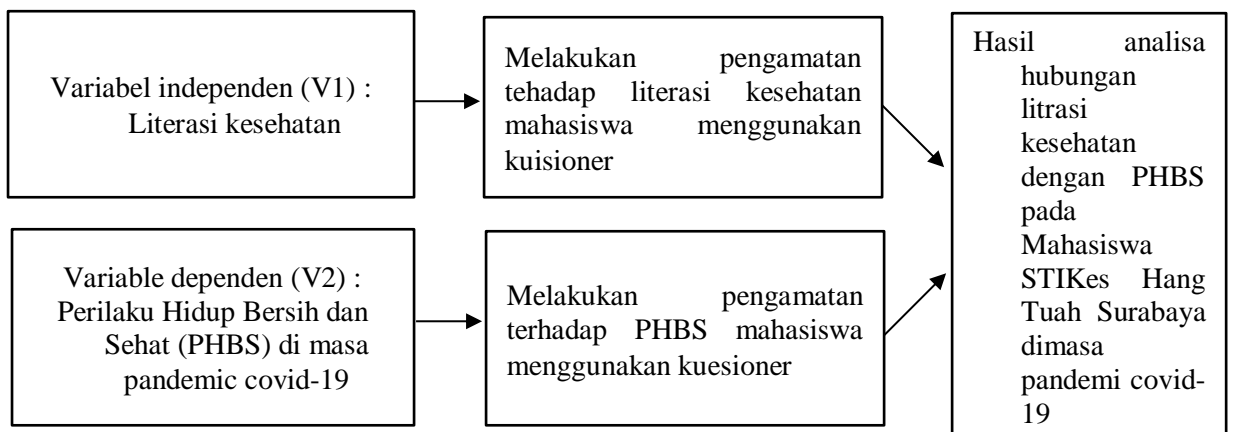 Variabel independen (V1) :
Literasi kesehatan
Melakukan pengamatan
tehadap literasi kesehatan
mahasiswa menggunakan
kuisioner
Variable dependen (V2) :
Perilaku Hidup Bersih dan
Sehat (PHBS) di masa
pandemic covid-19
Melakukan pengamatan
terhadap PHBS mahasiswa
menggunakan kuesioner
Hasil analisa
hubungan
litrasi
kesehatan
dengan PHBS
pada
Mahasiswa
STIKes Hang
Tuah Surabaya
dimasa
pandemi covid-
19